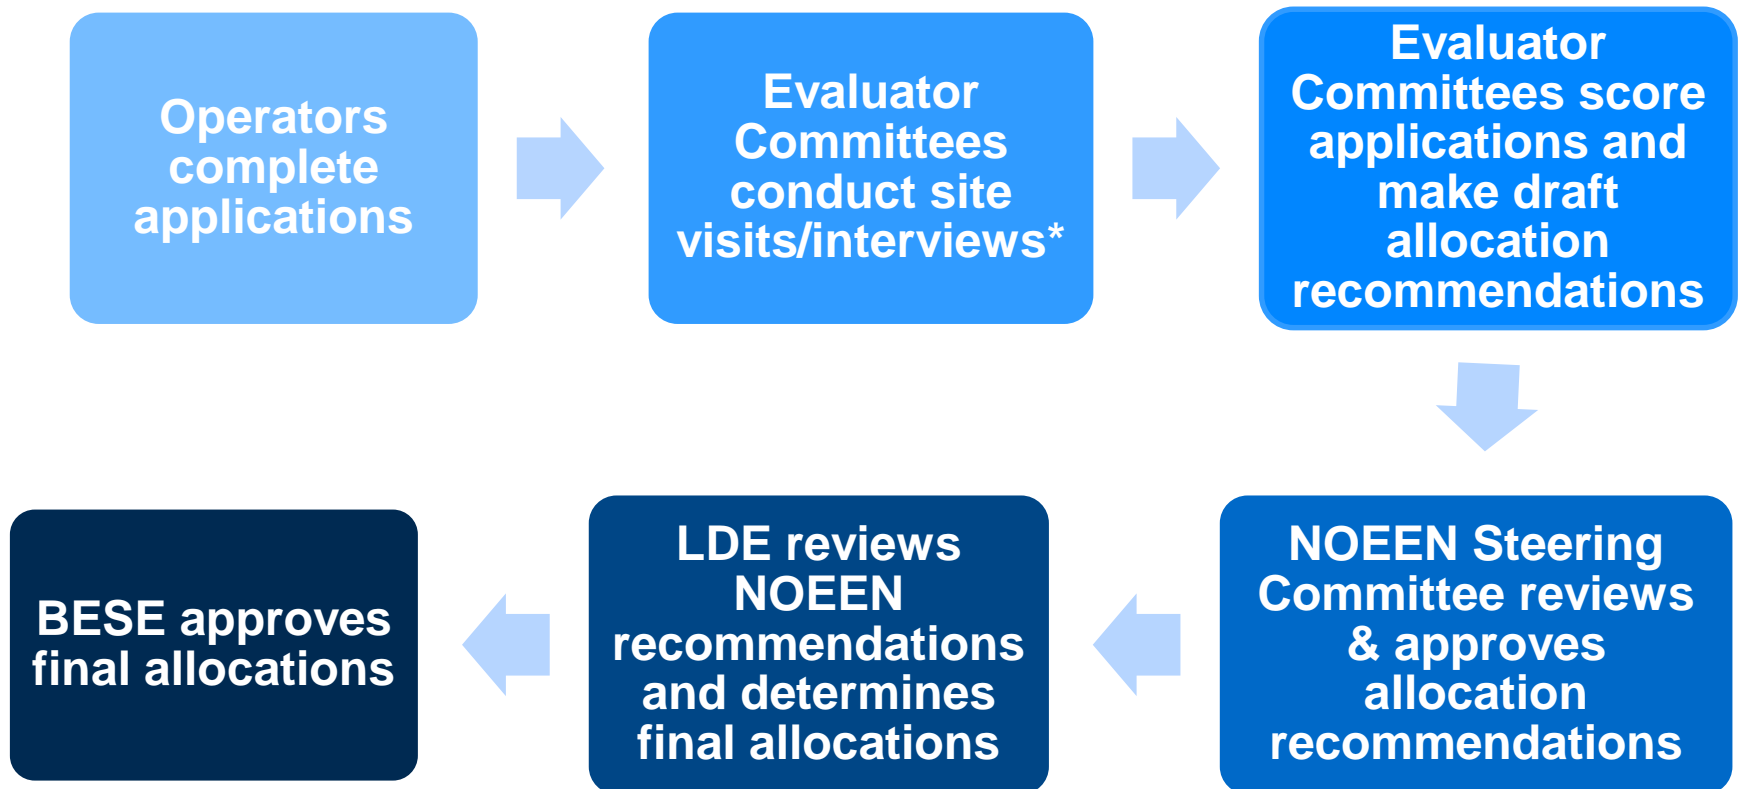 Operators
complete
applications
Evaluator
Committees
conduct site
visits/interviews*
Evaluator
Committees score
applications and
make draft
allocation
recommendations
NOEEN Steering
Committee reviews
& approves
allocation
recommendations
LDE reviews
NOEEN
recommendations
and determines
final allocations
BESE approves
final allocations